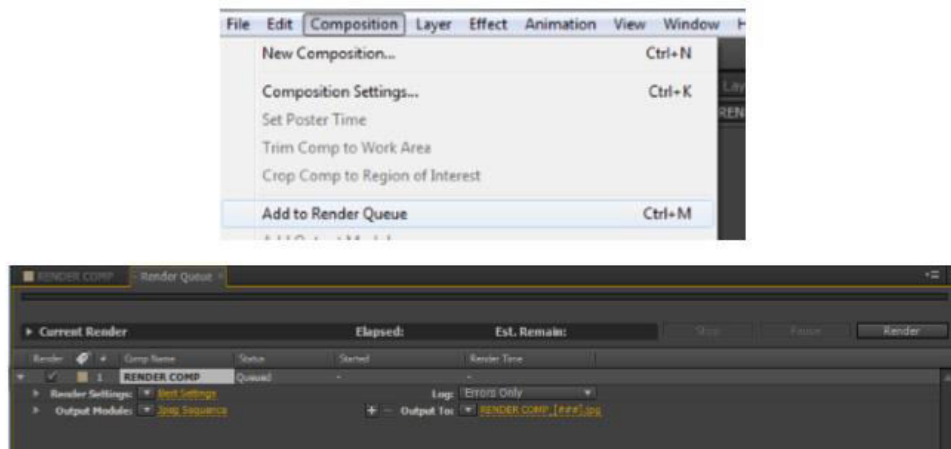 File Edit Composition Layer Effect Animation View Window H
New Composition... Ctrl+N
Composition Settings... Ctrl+K
Set Poster Time
Trim Comp to Work Area
Crop Comp to Region of Interest
Add to Render Queue Ctrl+M
RENDER COMP Render Queue
Current Render Elapsed: Est. Remain: Stop Pause Render
Render # Comp Name Status Started Render Time
1 RENDER COMP Queued - -
Render Settings: Best Settings Log: Errors Only
Output Module: Jpeg Sequence + - Output To: RENDER COMP_[###].jpg